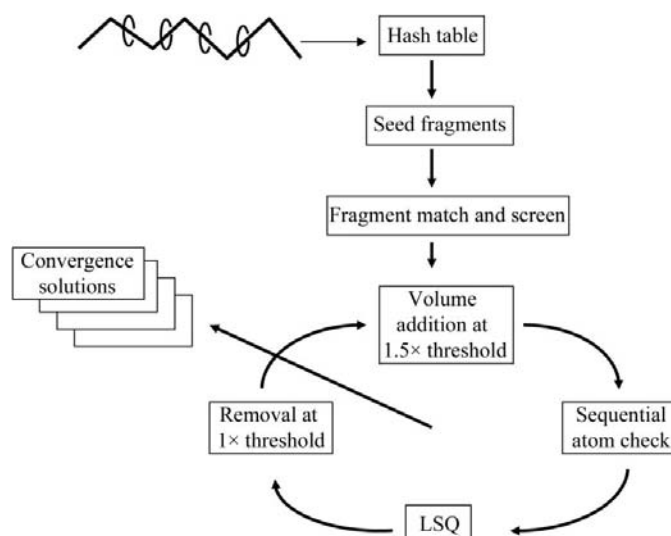 Hash table
Seed fragments
Fragment match and screen
Convergence
solutions
Volume
addition at
1.5× threshold
Removal at
1× threshold
Sequential
atom check
LSQ